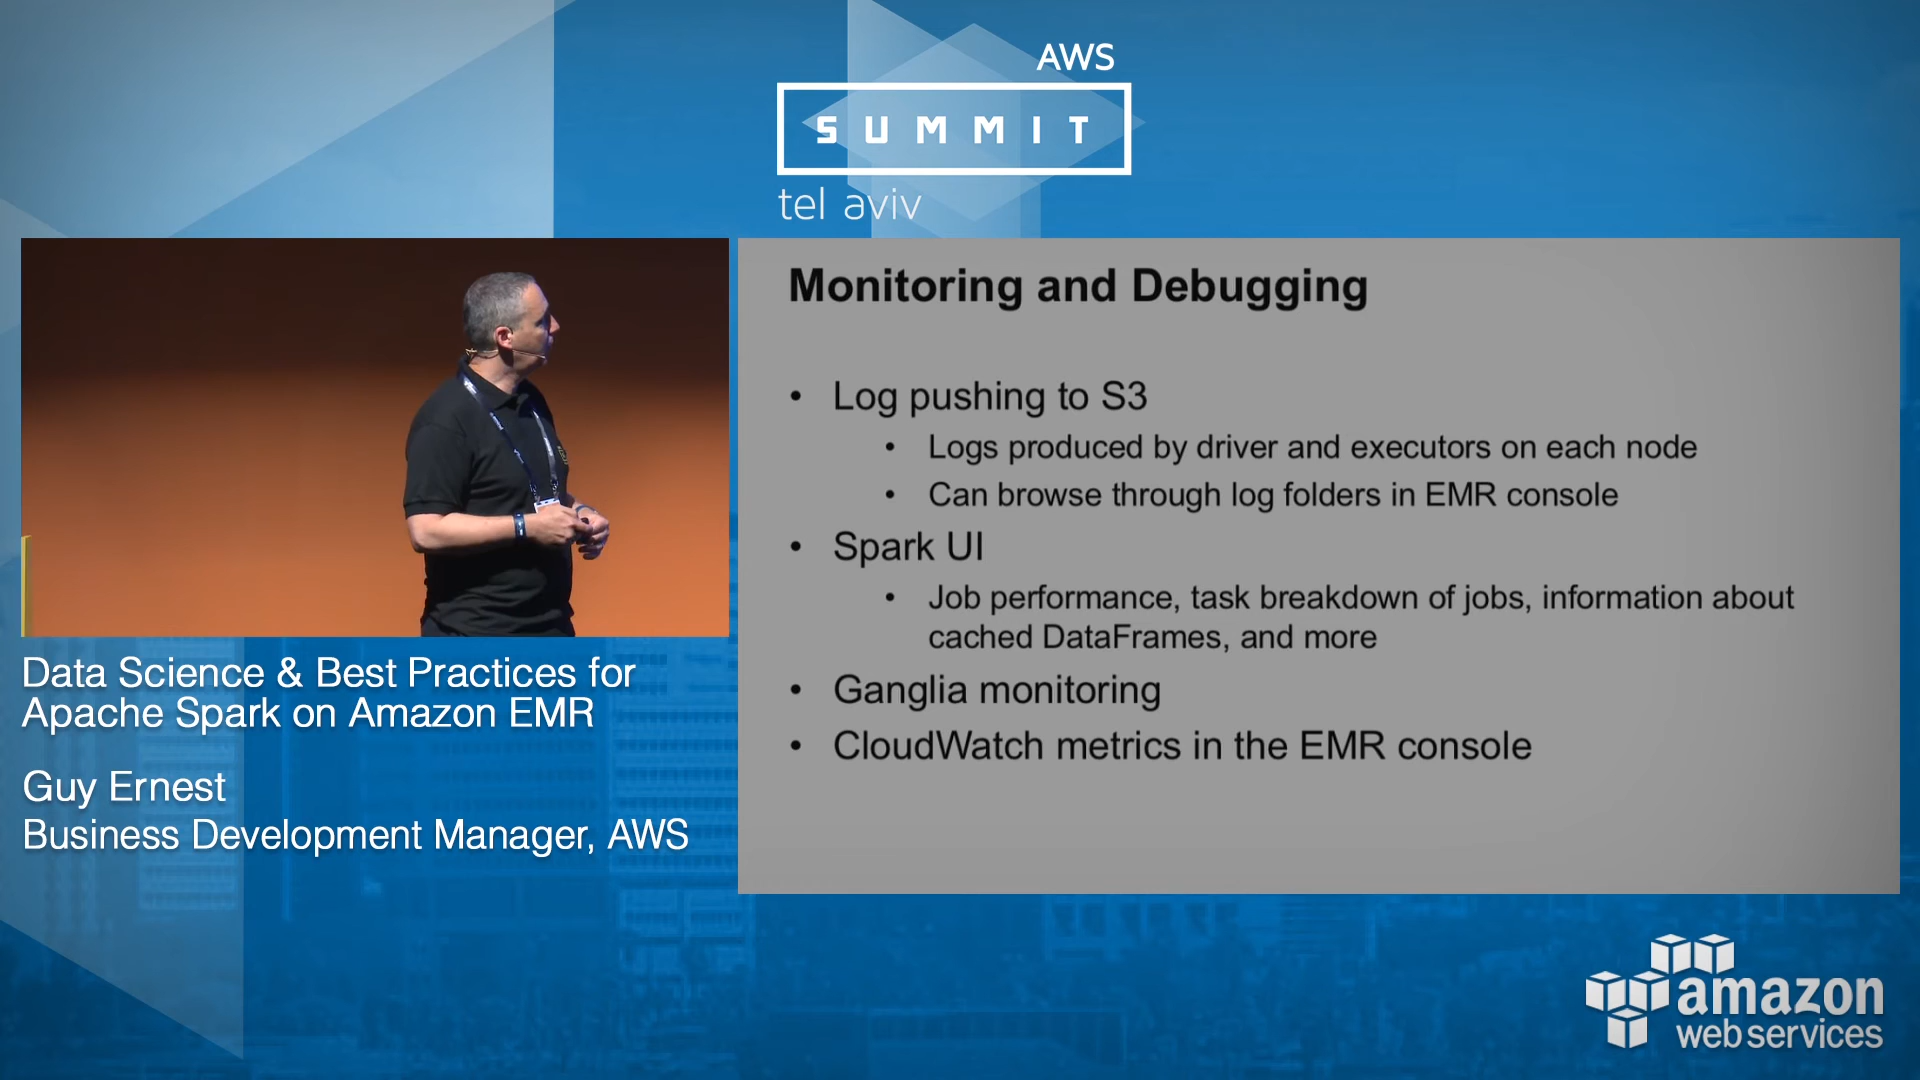 AWS
SUMMIT
tel aviv
Monitoring and Debugging
• Log pushing to S3
• Logs produced by driver and executors on each node
• Can browse through log folders in EMR console
• Spark UI
• Job performance, task breakdown of jobs, information about
cached DataFrames, and more
• Ganglia monitoring
• CloudWatch metrics in the EMR console
Data Science & Best Practices for
Apache Spark on Amazon EMR
Guy Ernest
Business Development Manager, AWS
amazon
web services